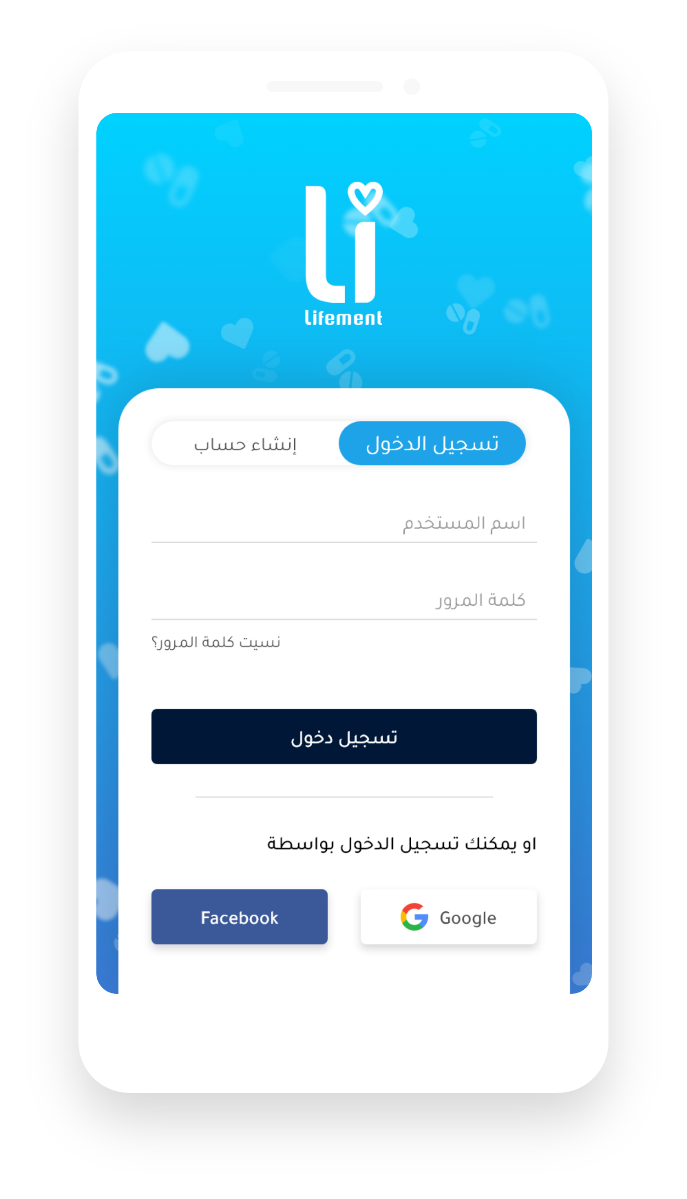 Li
Lifement
تسجيل الدخول
إنشاء حساب
اسم المستخدم
كلمة المرور
نسيت كلمة المرور؟
تسجيل دخول
او يمكنك تسجيل الدخول بواسطة
Google
Facebook